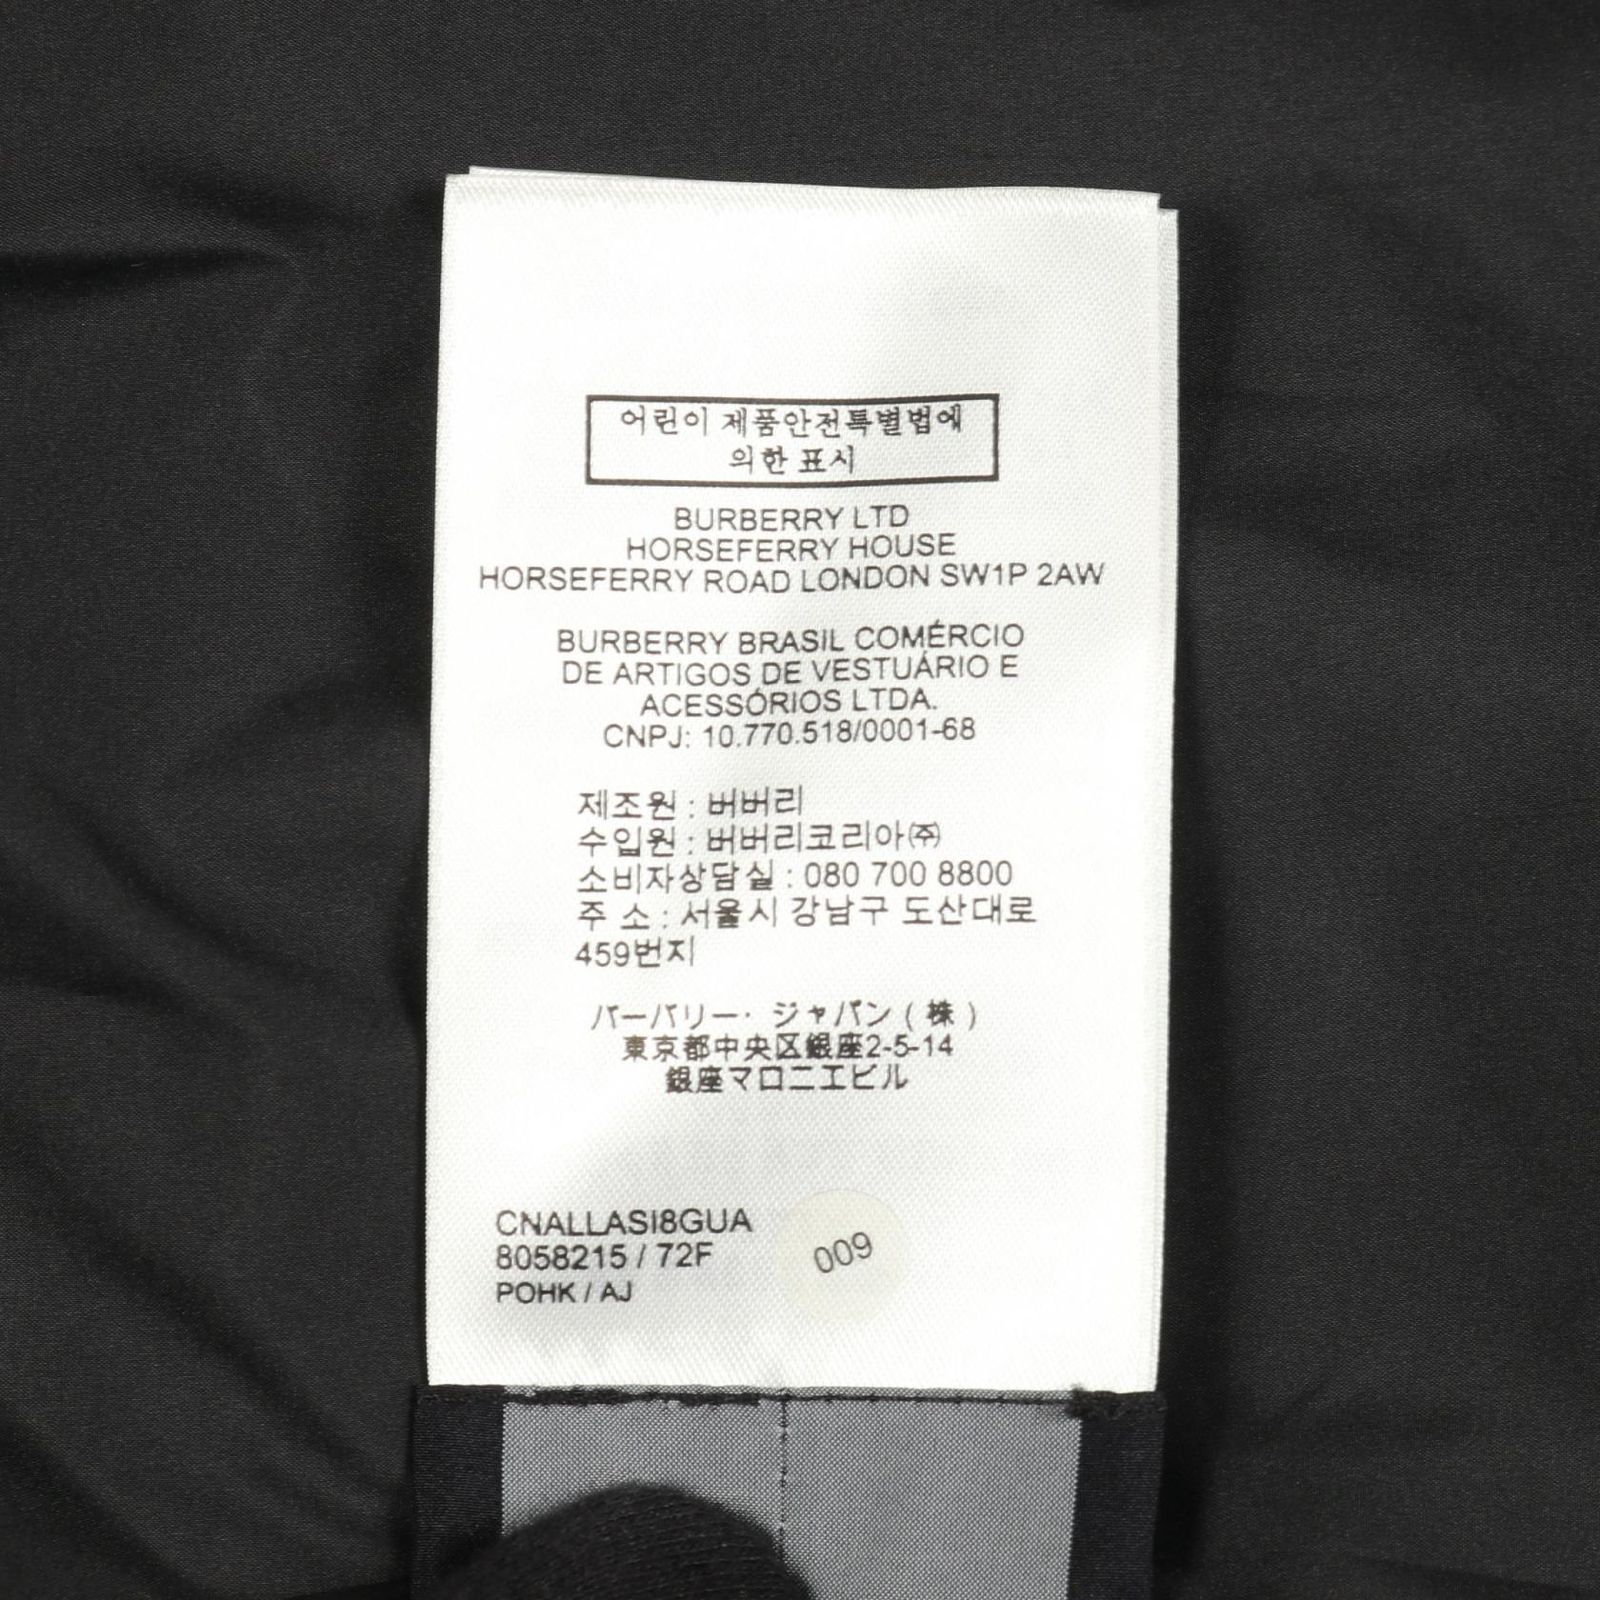 어린이 제품안전특별법에
의한 표시
BURBERRY LTD
HORSEFERRY HOUSE
HORSEFERRY ROAD LONDON SW1P 2AW
BURBERRY BRASIL COMÉRCIO
DE ARTIGOS DE VESTUÁRIO E
ACESSÓRIOS LTDA.
CNPJ: 10.770.518/0001-68
제조원 : 버버리
수입원 : 버버리코리아㈜
소비자상담실 : 080 700 8800
주 소 : 서울시 강남구 도산대로
459번지
バーバリー・ジャパン ( 株 )
東京都中央区銀座2-5-14
銀座マロニエビル
CNALLASI8GUA
8058215 / 72F
POHK / AJ
009